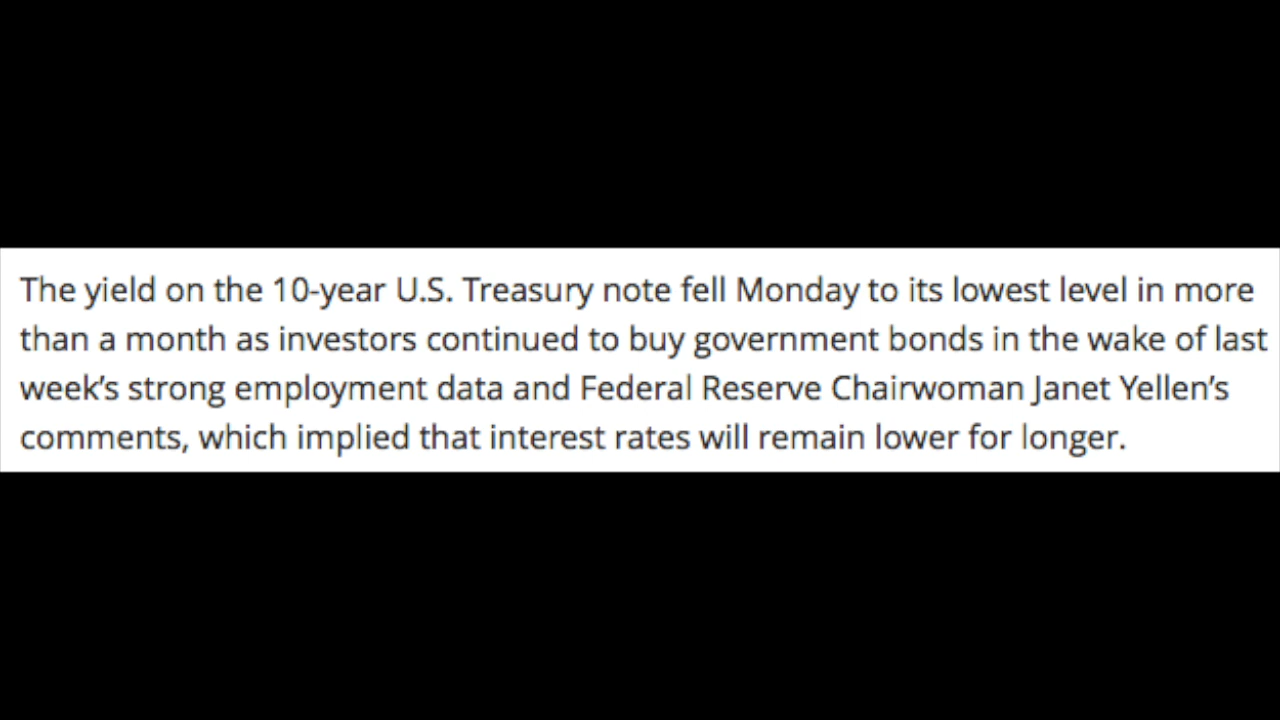 The yield on the 10-year U.S. Treasury note fell Monday to its lowest level in more
than a month as investors continued to buy government bonds in the wake of last
week’s strong employment data and Federal Reserve Chairwoman Janet Yellen’s
comments, which implied that interest rates will remain lower for longer.